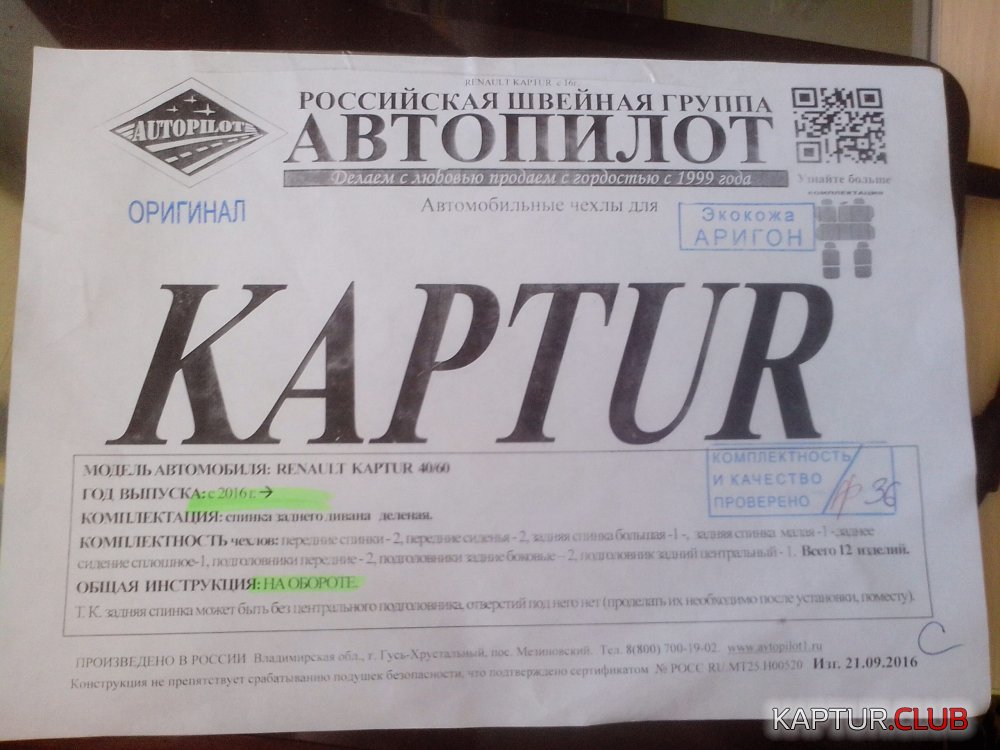 RENAULT KAPTUR с 16г.
AUTOPILOT
РОССИЙСКАЯ ШВЕЙНАЯ ГРУППА
АВТОПИЛОТ
Делаем с любовью продаем с гордостью с 1999 года
Узнайте больше
КОМПЛЕКТАЦИЯ
ОРИГИНАЛ
Автомобильные чехлы для
Экокожа
АРИГОН
KAPTUR
МОДЕЛЬ АВТОМОБИЛЯ: RENAULT KAPTUR 40/60
ГОД ВЫПУСКА: с 2016 г. →
КОМПЛЕКТАЦИЯ: спинка заднего дивана деленая.
КОМПЛЕКТНОСТЬ чехлов: передние спинки - 2, передние сиденья - 2, задняя спинка большая -1 -, задняя спинка малая -1 -,заднее
сидение сплошное-1, подголовники передние - 2, подголовники задние боковые – 2, подголовник задний центральный - 1. Всего 12 изделий.
ОБЩАЯ ИНСТРУКЦИЯ: НА ОБОРОТЕ.
Т. К. задняя спинка может быть без центрального подголовника, отверстий под него нет (проделать их необходимо после установки, поместу).
КОМПЛЕКТНОСТЬ
И КАЧЕСТВО
ПРОВЕРЕНО
36
С
ПРОИЗВЕДЕНО В РОССИИ Владимирская обл., г. Гусь-Хрустальный, пос. Мезиновский. Тел. 8(800) 700-19-02 www.avtopilot1.ru
Конструкция не препятствует срабатыванию подушек безопасности, что подтверждено сертификатом № РОСС RU.МТ25.Н00520 Изг. 21.09.2016
KAPTUR.CLUB